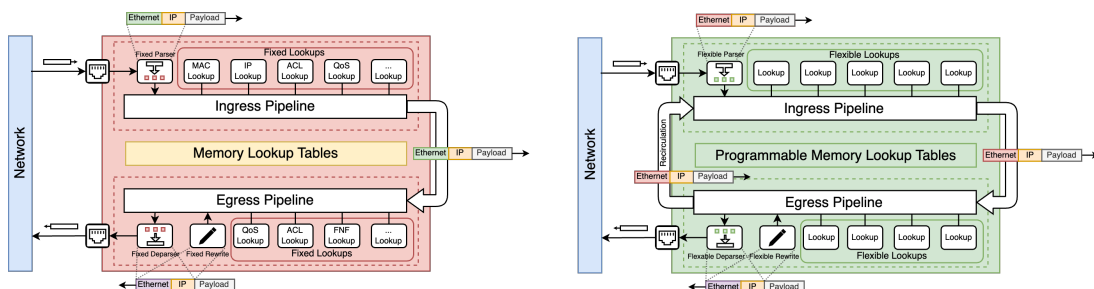 Ethernet IP Payload
Fixed Parser
Fixed Lookups
MAC Lookup
IP Lookup
ACL Lookup
QoS Lookup
... Lookup
Ingress Pipeline
Network
Memory Lookup Tables
Ethernet IP Payload
Egress Pipeline
QoS Lookup
ACL Lookup
FNF Lookup
... Lookup
Fixed Deparser
Fixed Rewrite
Fixed Lookups
Ethernet IP Payload
Ethernet IP Payload
Flexible Parser
Flexible Lookups
Lookup
Lookup
Lookup
Lookup
Lookup
Ingress Pipeline
Network
Recirculation
Programmable Memory Lookup Tables
Ethernet IP Payload
Ethernet IP Payload
Egress Pipeline
Lookup
Lookup
Lookup
Lookup
Flexable Deparser
Flexible Rewrite
Flexible Lookups
Ethernet IP Payload